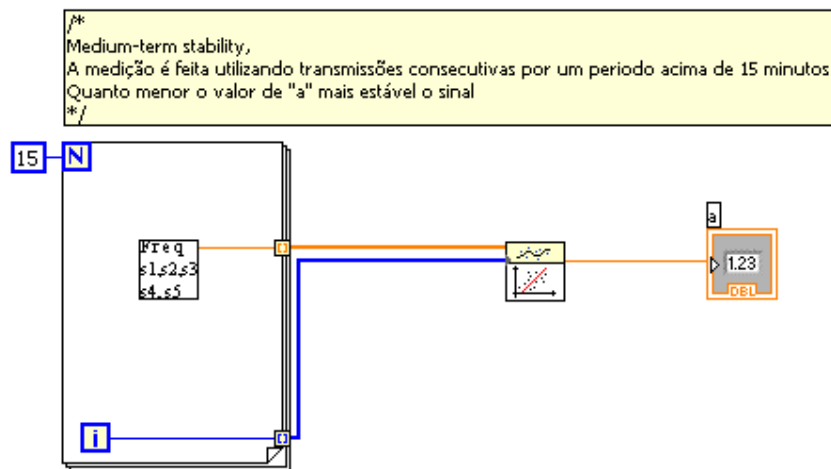 /*
Medium-term stability,
A medição é feita utilizando transmissões consecutivas por um periodo acima de 15 minutos
Quanto menor o valor de "a" mais estável o sinal
*/
15
N
Freq
s1,s2,s3
s4,s5
a
1.23
DBL
i